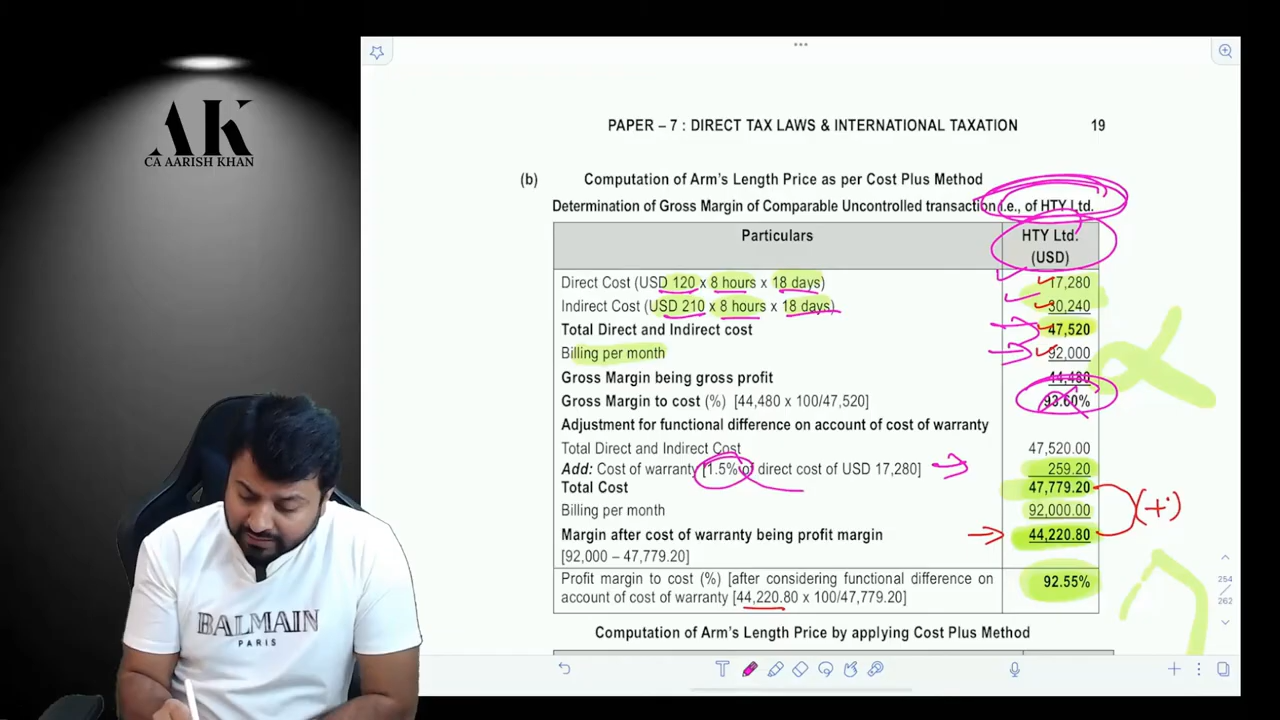 AK
CA AARISH KHAN
BALMAIN
PARIS
PAPER – 7 : DIRECT TAX LAWS & INTERNATIONAL TAXATION 19
(b) Computation of Arm's Length Price as per Cost Plus Method
Determination of Gross Margin of Comparable Uncontrolled transaction i.e., of HTY Ltd.
Particulars HTY Ltd. (USD)
Direct Cost (USD 120 x 8 hours x 18 days) 17,280
Indirect Cost (USD 210 x 8 hours x 18 days) 30,240
Total Direct and Indirect cost 47,520
Billing per month 92,000
Gross Margin being gross profit 44,480
Gross Margin to cost (%) [44,480 x 100/47,520] 93.60%
Adjustment for functional difference on account of cost of warranty
Total Direct and Indirect Cost 47,520.00
Add: Cost of warranty [1.5% of direct cost of USD 17,280] 259.20
Total Cost 47,779.20
Billing per month 92,000.00
(+)
Margin after cost of warranty being profit margin 44,220.80
[92,000 – 47,779.20]
Profit margin to cost (%) [after considering functional difference on 92.55%
account of cost of warranty [44,220.80 x 100/47,779.20]
Computation of Arm's Length Price by applying Cost Plus Method
254
262
T